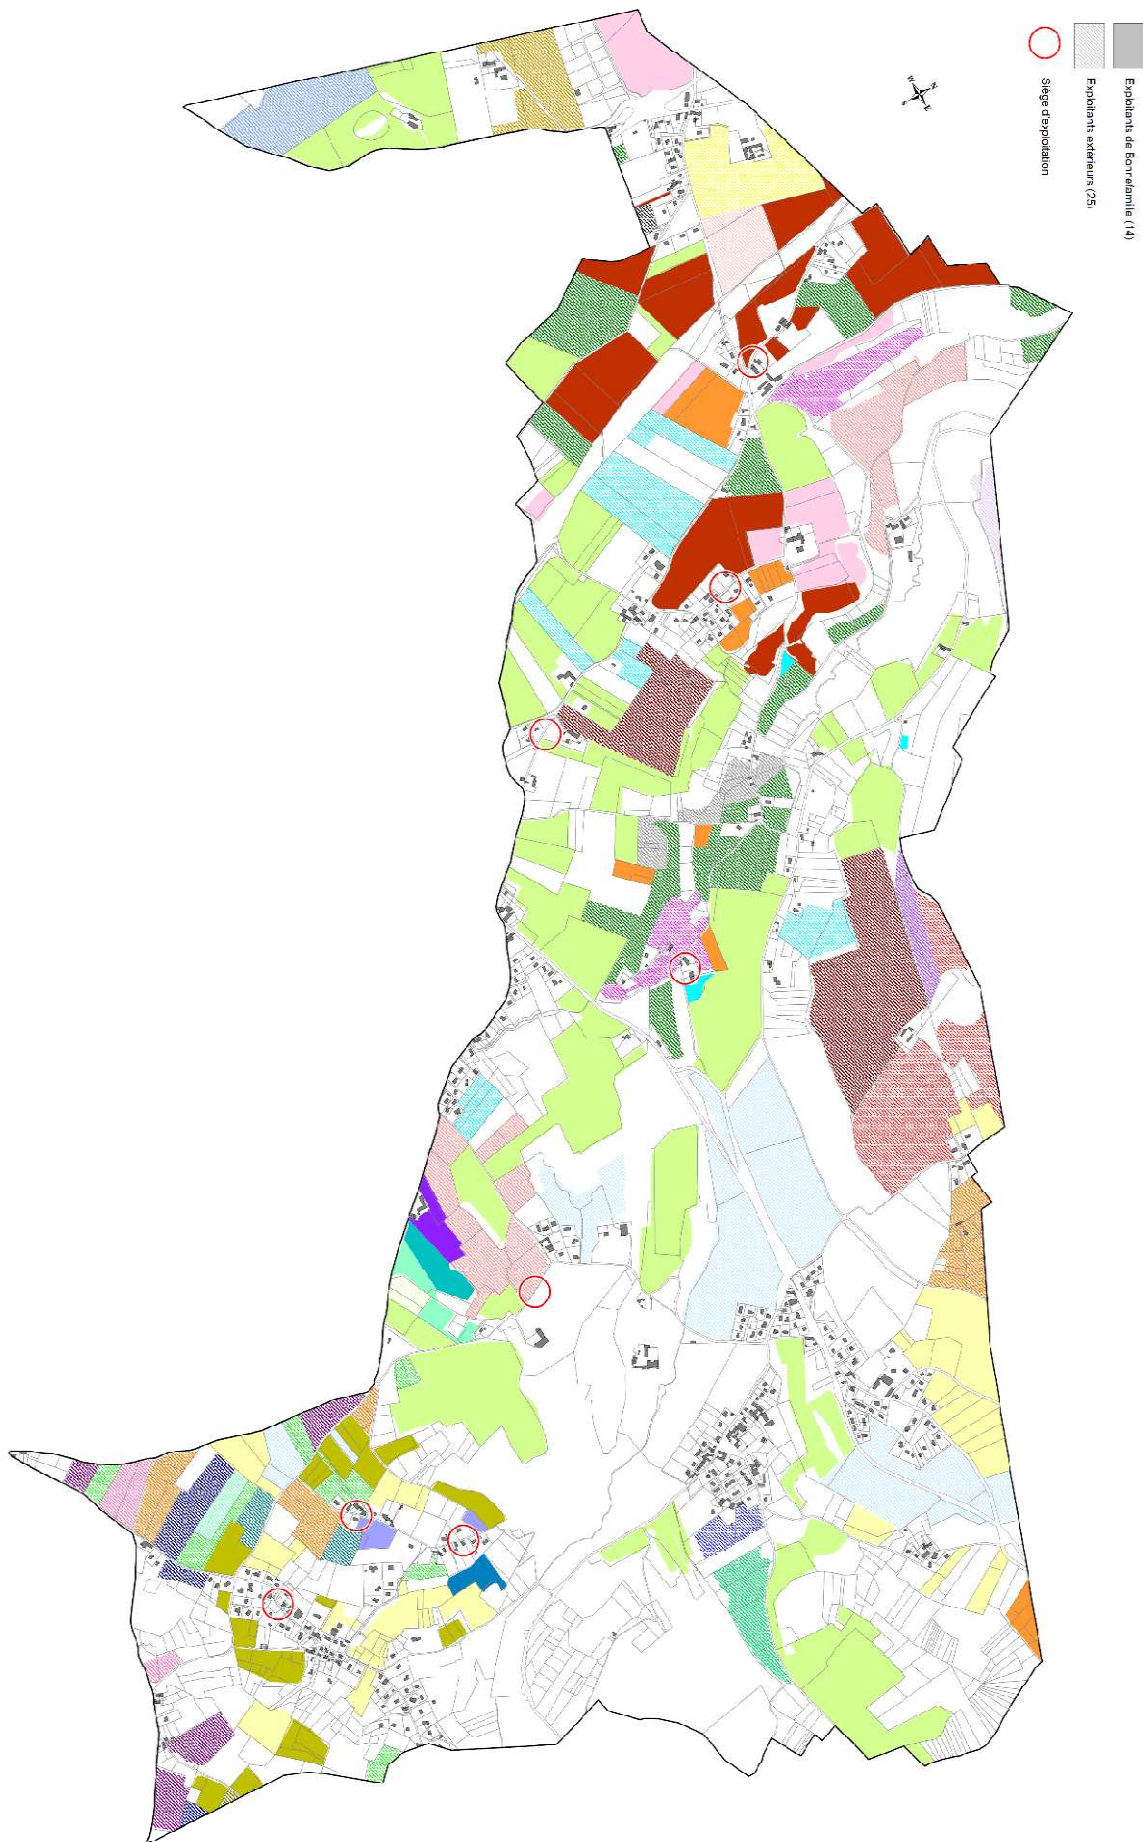 Exploitants de Bonnefamille (14)
Exploitants extérieurs (25)
Siège d'exploitation
N
E
S
W